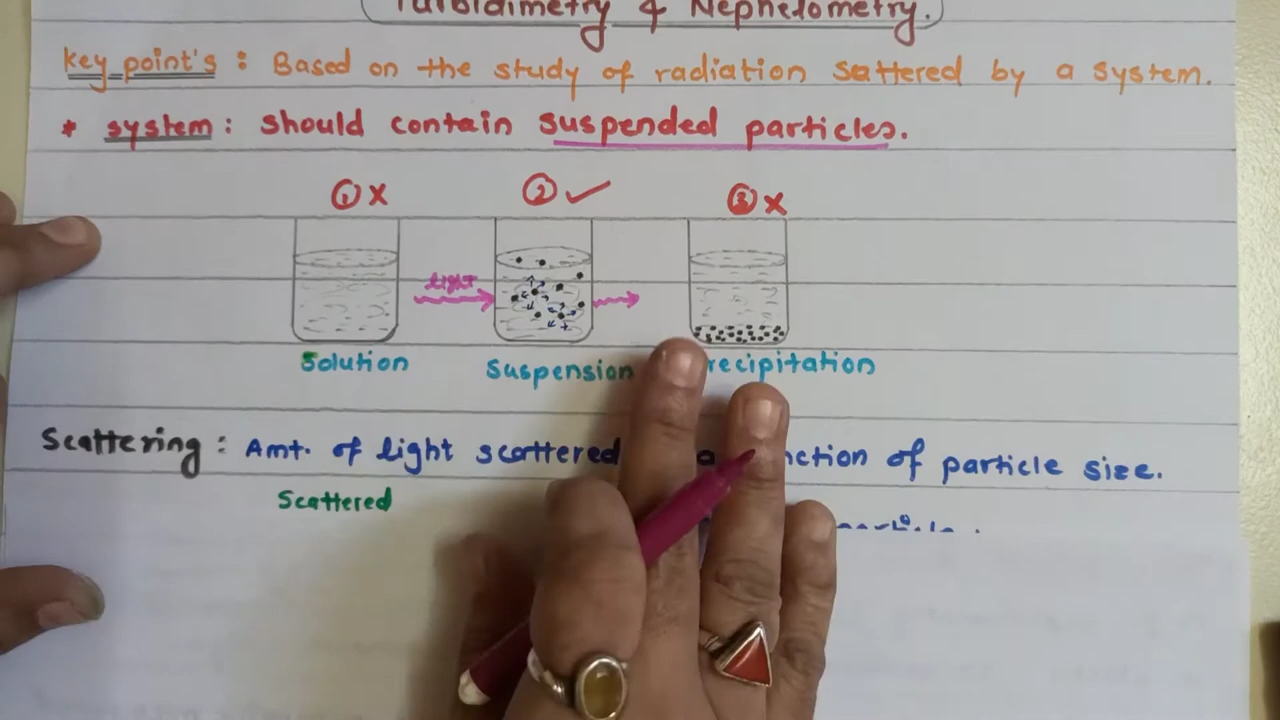 Turbidimetry & Nephelometry.
key point's : Based on the study of radiation scattered by a system.
* system : should contain suspended particles.
① x ② ✓ ③ x
light
Solution Suspension recipitation
Scattering : Amt. of light scattered a nction of particle size.
Scattered